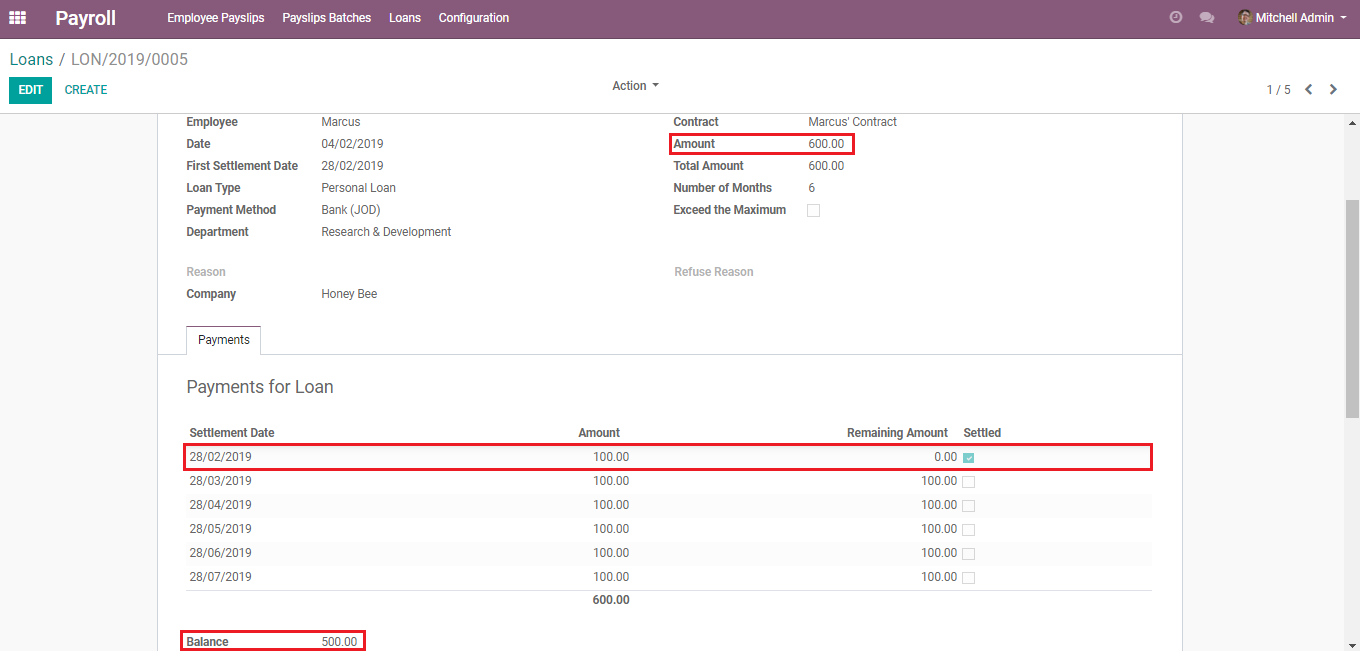 Payroll Employee Payslips Payslips Batches Loans Configuration Mitchell Admin
Loans / LON/2019/0005
EDIT CREATE Action 1 / 5
Employee Marcus Contract Marcus' Contract
Date 04/02/2019 Amount 600.00
First Settlement Date 28/02/2019 Total Amount 600.00
Loan Type Personal Loan Number of Months 6
Payment Method Bank (JOD) Exceed the Maximum
Department Research & Development
Reason Refuse Reason
Company Honey Bee
Payments
Payments for Loan
Settlement Date Amount Remaining Amount Settled
28/02/2019 100.00 0.00
28/03/2019 100.00 100.00
28/04/2019 100.00 100.00
28/05/2019 100.00 100.00
28/06/2019 100.00 100.00
28/07/2019 100.00 100.00
600.00
Balance 500.00